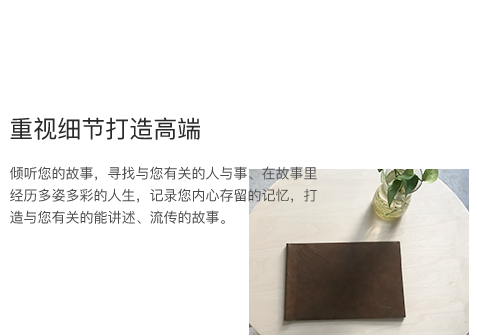 重视细节打造高端
倾听您的故事，寻找与您有关的人与事、在故事里
经历多姿多彩的人生，记录您内心存留的记忆，打
造与您有关的能讲述、流传的故事。